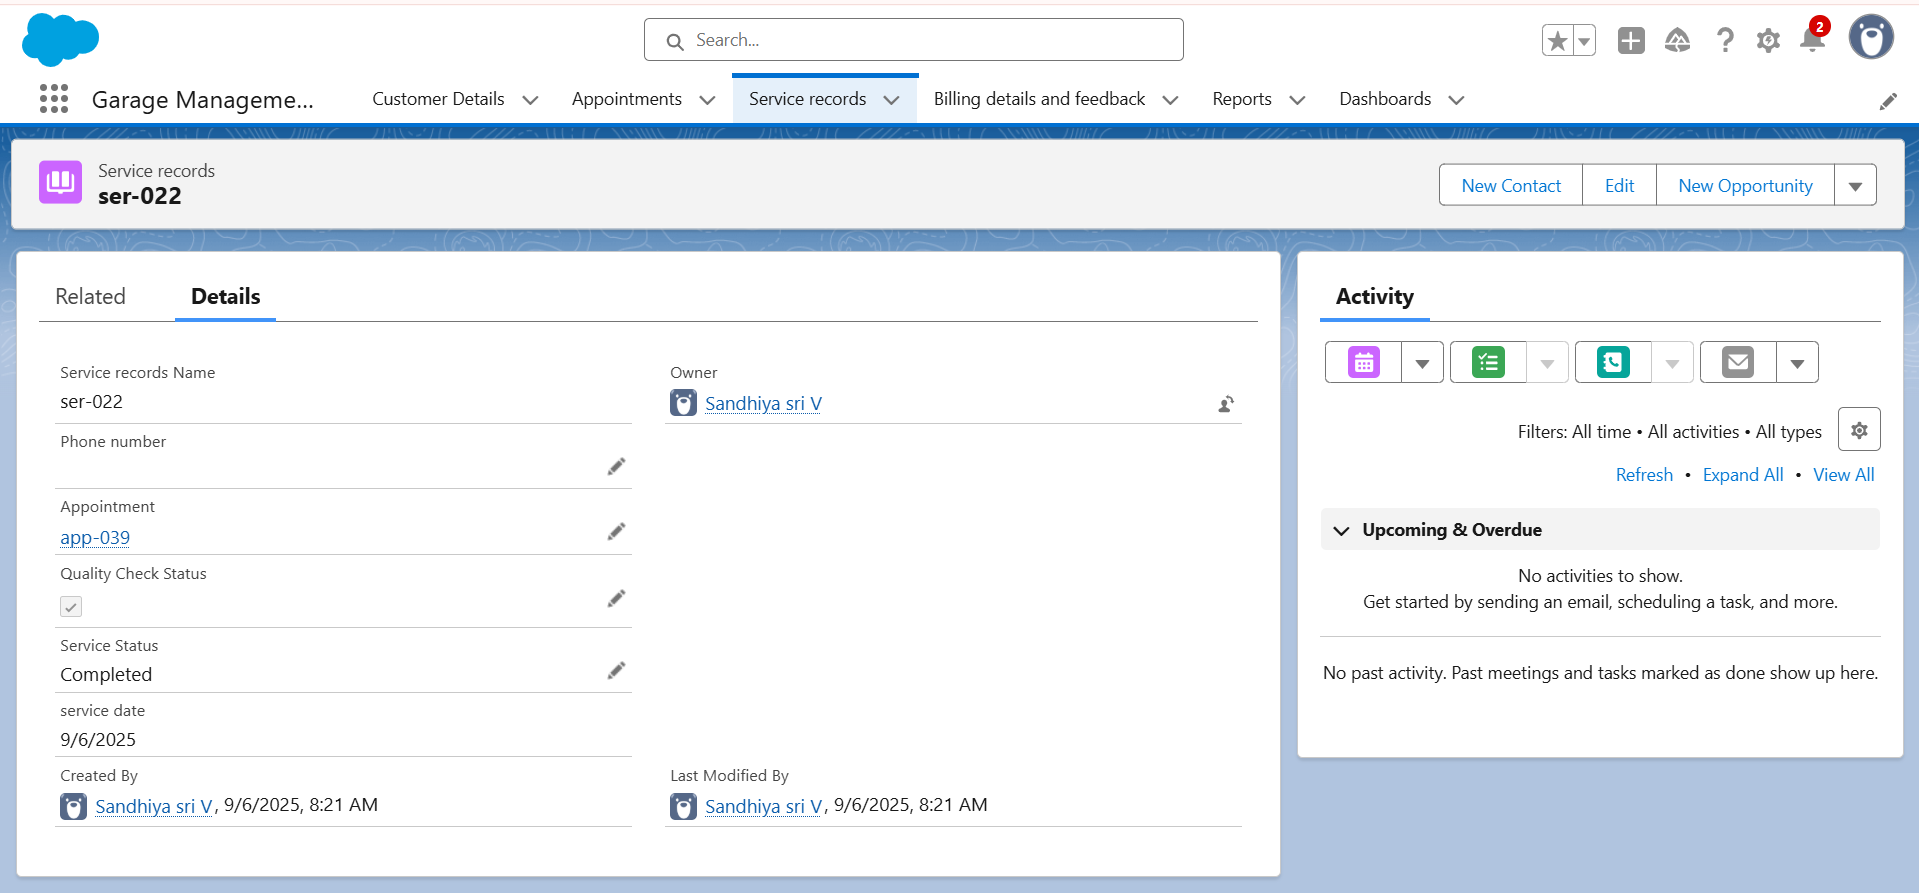 Search...
2
Garage Manageme...
Customer Details
Appointments
Service records
Billing details and feedback
Reports
Dashboards
Service records
ser-022
New Contact
Edit
New Opportunity
Related
Details
Service records Name
ser-022
Owner
Sandhiya sri V
Phone number
Appointment
app-039
Quality Check Status
Service Status
Completed
service date
9/6/2025
Created By
Sandhiya sri V, 9/6/2025, 8:21 AM
Last Modified By
Sandhiya sri V, 9/6/2025, 8:21 AM
Activity
Filters: All time • All activities • All types
Refresh • Expand All • View All
Upcoming & Overdue
No activities to show.
Get started by sending an email, scheduling a task, and more.
No past activity. Past meetings and tasks marked as done show up here.